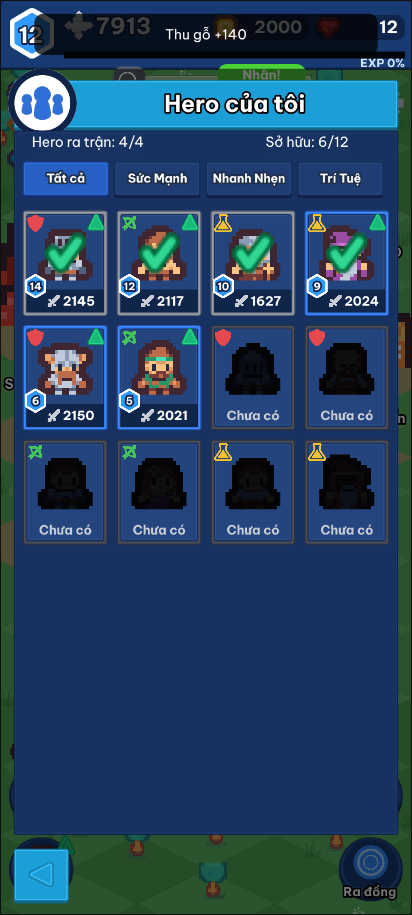 12
7913
Thu gỗ +140
2000
12
EXP 0%
Nhận!
Hero của tôi
Hero ra trận: 4/4
Sở hữu: 6/12
Tất cả
Sức Mạnh
Nhanh Nhẹn
Trí Tuệ
14
2145
12
2117
10
1627
9
2024
6
2150
5
2021
Chưa có
Chưa có
Chưa có
Chưa có
Chưa có
Chưa có
Ra đồng